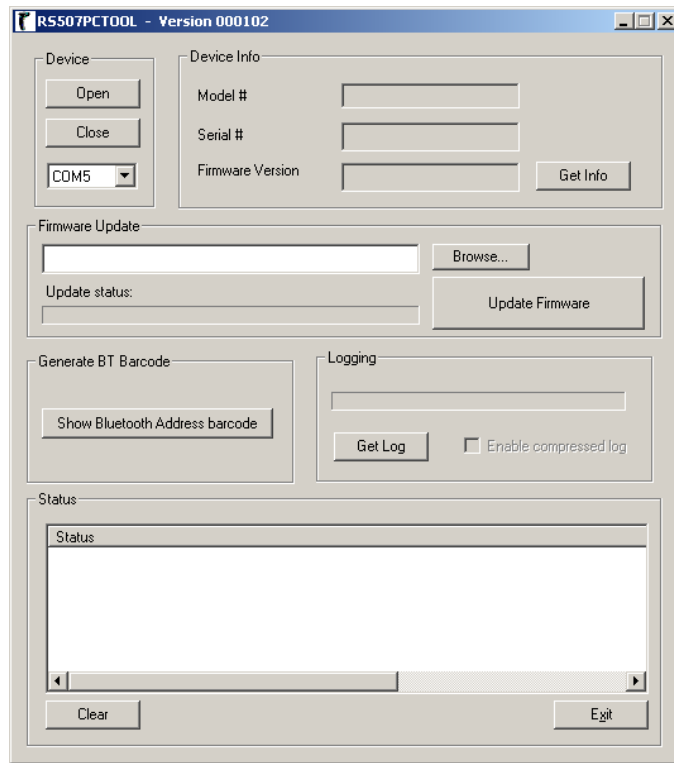 RS507PCTOOL - Version 000102
Device
Open
Close
COM5
Device Info
Model #
Serial #
Firmware Version
Get Info
Firmware Update
Browse...
Update status:
Update Firmware
Generate BT Barcode
Show Bluetooth Address barcode
Logging
Get Log
Enable compressed log
Status
Status
Clear
Exit